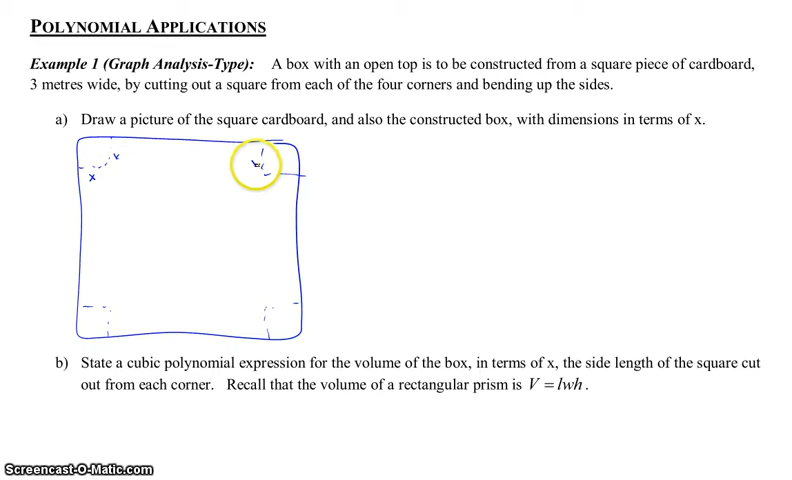 POLYNOMIAL APPLICATIONS
Example 1 (Graph Analysis-Type): A box with an open top is to be constructed from a square piece of cardboard,
3 metres wide, by cutting out a square from each of the four corners and bending up the sides.
a) Draw a picture of the square cardboard, and also the constructed box, with dimensions in terms of x.
x
x
b) State a cubic polynomial expression for the volume of the box, in terms of x, the side length of the square cut
out from each corner. Recall that the volume of a rectangular prism is V = lwh.
Screencast-O-Matic.com